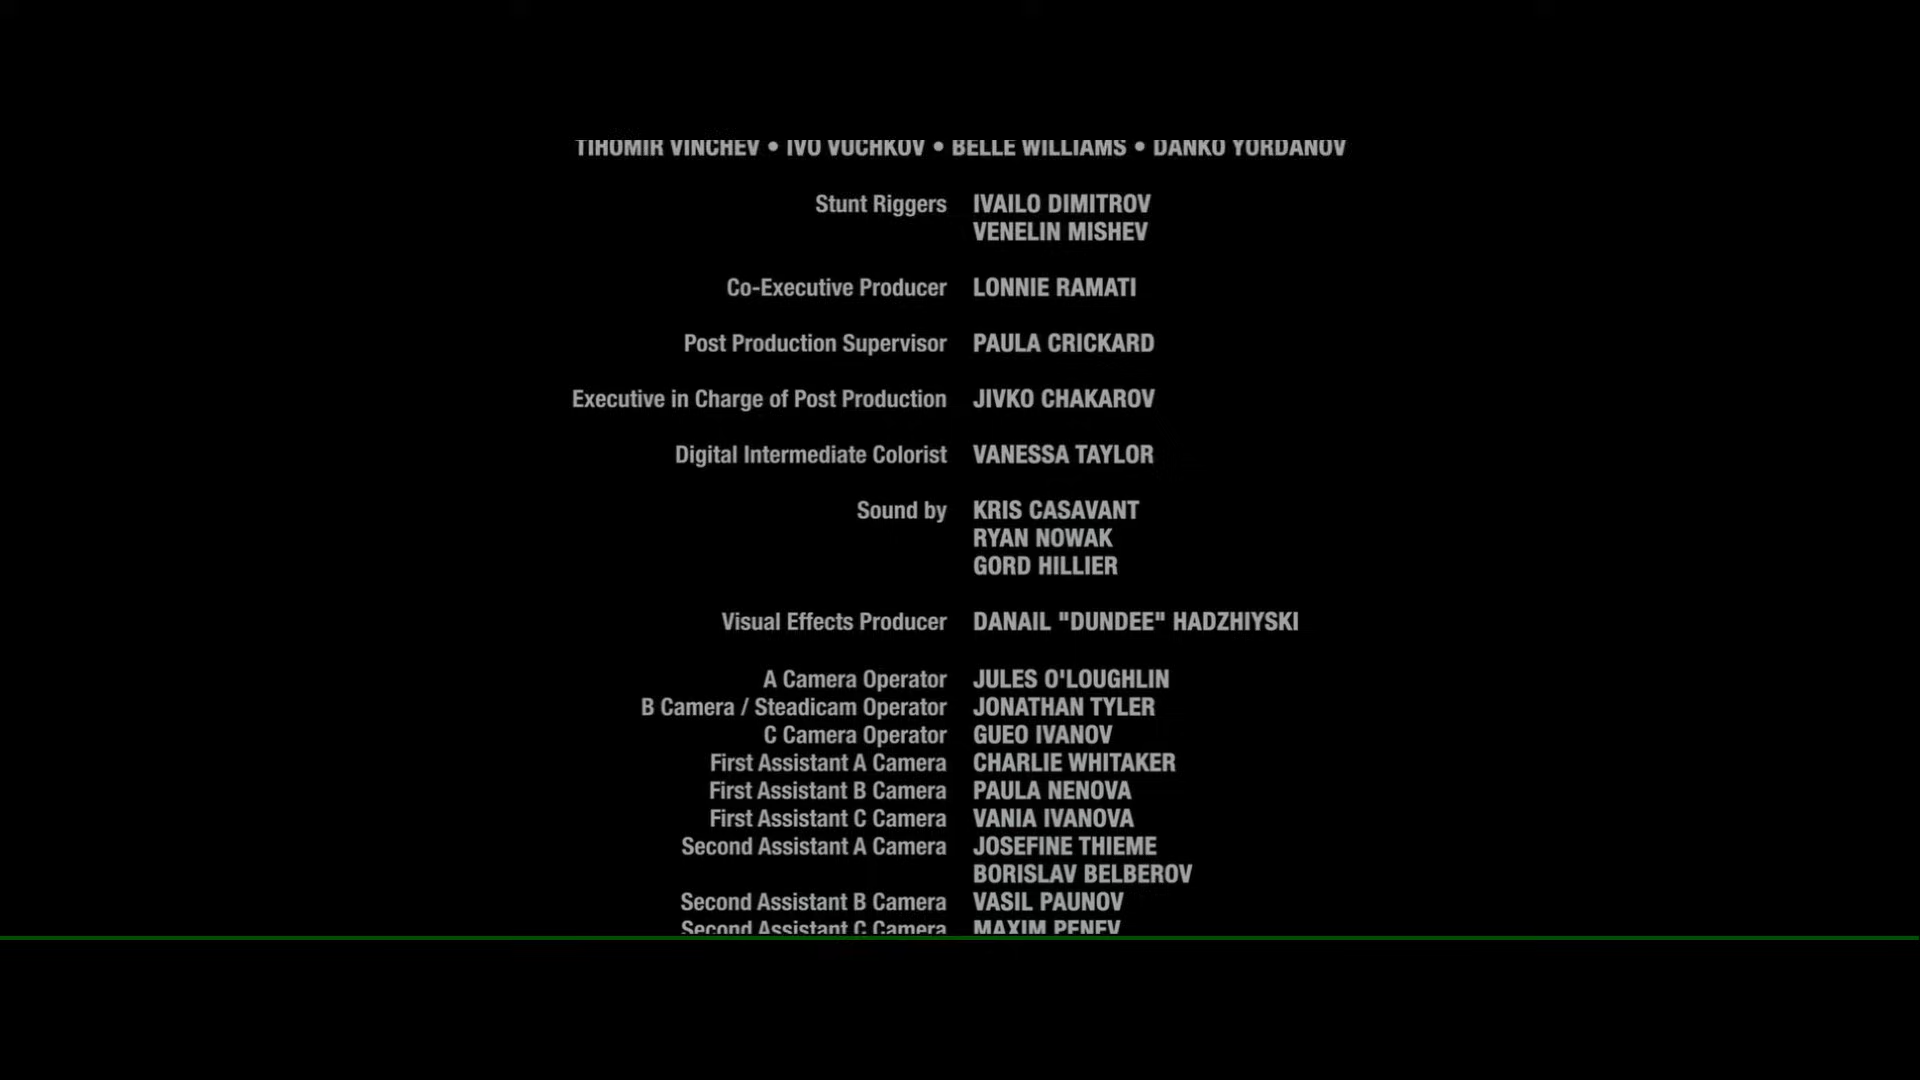 TIHOMIR VINCHEV • IVO VUCHKOV • BELLE WILLIAMS • DANKO YORDANOV
Stunt Riggers IVAILO DIMITROV
VENELIN MISHEV
Co-Executive Producer LONNIE RAMATI
Post Production Supervisor PAULA CRICKARD
Executive in Charge of Post Production JIVKO CHAKAROV
Digital Intermediate Colorist VANESSA TAYLOR
Sound by KRIS CASAVANT
RYAN NOWAK
GORD HILLIER
Visual Effects Producer DANAIL "DUNDEE" HADZHIYSKI
A Camera Operator JULES O'LOUGHLIN
B Camera / Steadicam Operator JONATHAN TYLER
C Camera Operator GUEO IVANOV
First Assistant A Camera CHARLIE WHITAKER
First Assistant B Camera PAULA NENOVA
First Assistant C Camera VANIA IVANOVA
Second Assistant A Camera JOSEFINE THIEME
BORISLAV BELBEROV
Second Assistant B Camera VASIL PAUNOV
Second Assistant C Camera MAXIM PENEV